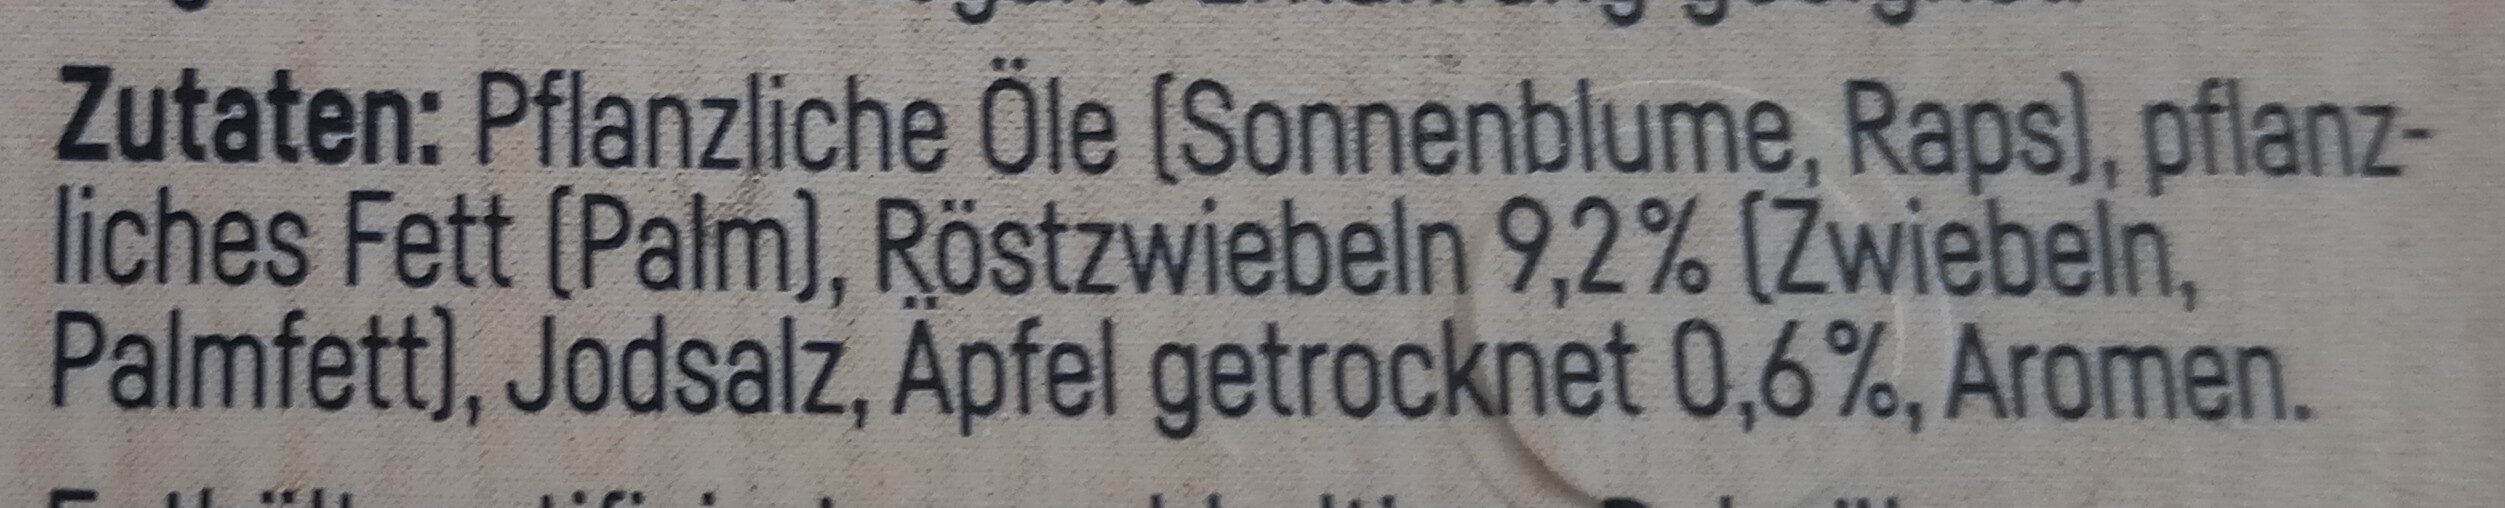 Zutaten: Pflanzliche Öle (Sonnenblume, Raps), pflanz-
liches Fett (Palm), Röstzwiebeln 9,2% (Zwiebeln,
Palmfett), Jodsalz, Äpfel getrocknet 0,6%, Aromen.